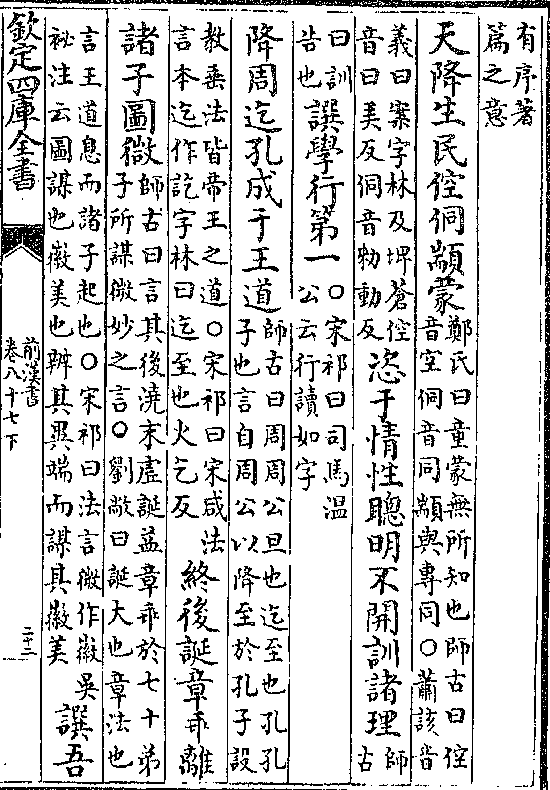 有序著
篇之意
天降生民倥侗顓蒙鄭氏曰童蒙無所知也師古曰倥
音空侗音同顓與專同○蕭該音
義曰案字林及埤蒼倥
音曰美反侗音勑動反恣于情性聰明不開訓諸理師古
曰訓
告也譔學行第一○宋祁曰司馬溫
公云行讀如字
降周迄孔成于王道師古曰周周公旦也迄至也孔孔
子也言自周公以降至於孔子設
教垂法皆帝王之道○宋祁曰宋咸法
言本迄作訖字林曰迄至也火乞反終後誕章乖離
諸子圖微師古曰言其後澆末虛誕益章乖於七十弟
子所謀微妙之言○劉敞曰誕大也章法也
言王道息而諸子起也○宋祁曰法言微作徽吳
祕注云圖謀也徽美也辨其異端而謀其徽美譔吾
欽定四庫全書
前漢書
卷八十七下
二十二